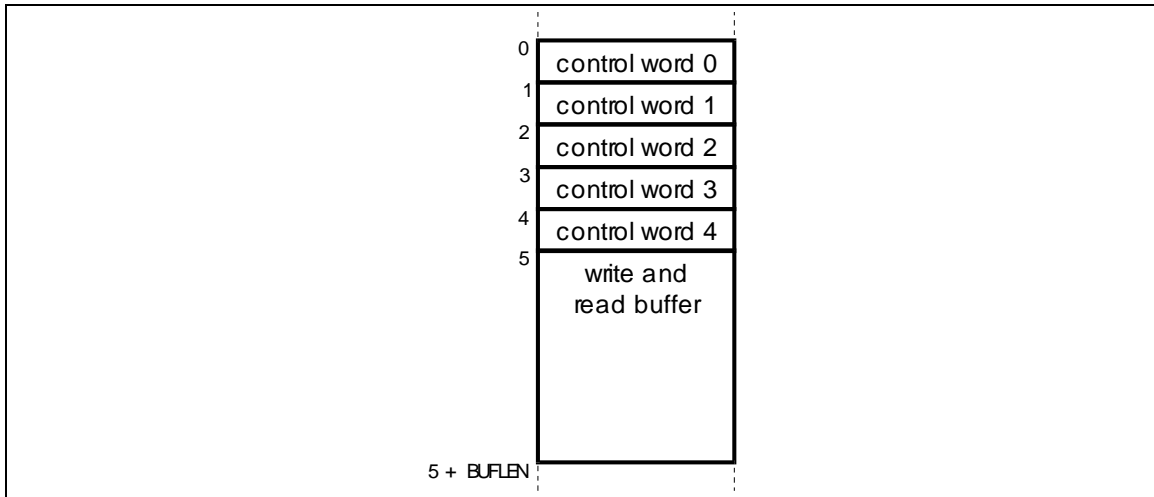 0
control word 0
1
control word 1
2
control word 2
3
control word 3
4
control word 4
5
write and
read buffer
5 + BUFLEN